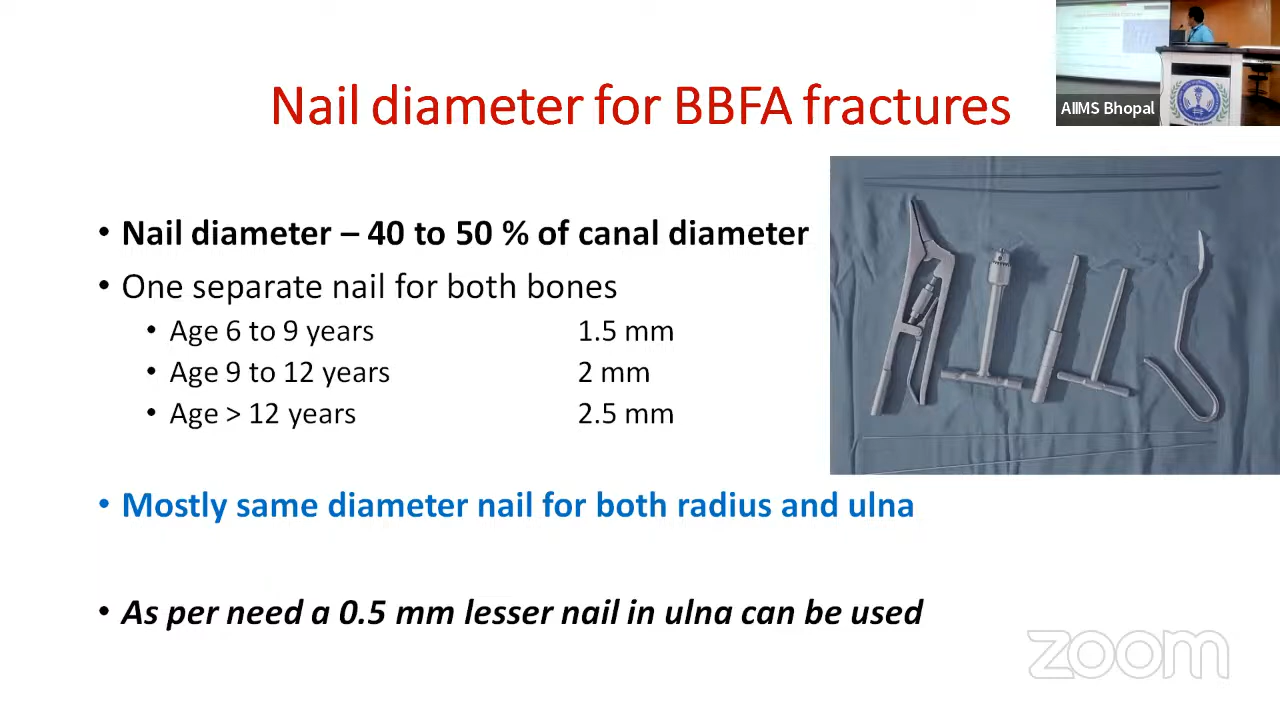 Nail diameter for BBFA fractures
AIIMS Bhopal
• Nail diameter – 40 to 50 % of canal diameter
• One separate nail for both bones
• Age 6 to 9 years 1.5 mm
• Age 9 to 12 years 2 mm
• Age > 12 years 2.5 mm
• Mostly same diameter nail for both radius and ulna
• As per need a 0.5 mm lesser nail in ulna can be used
zoom